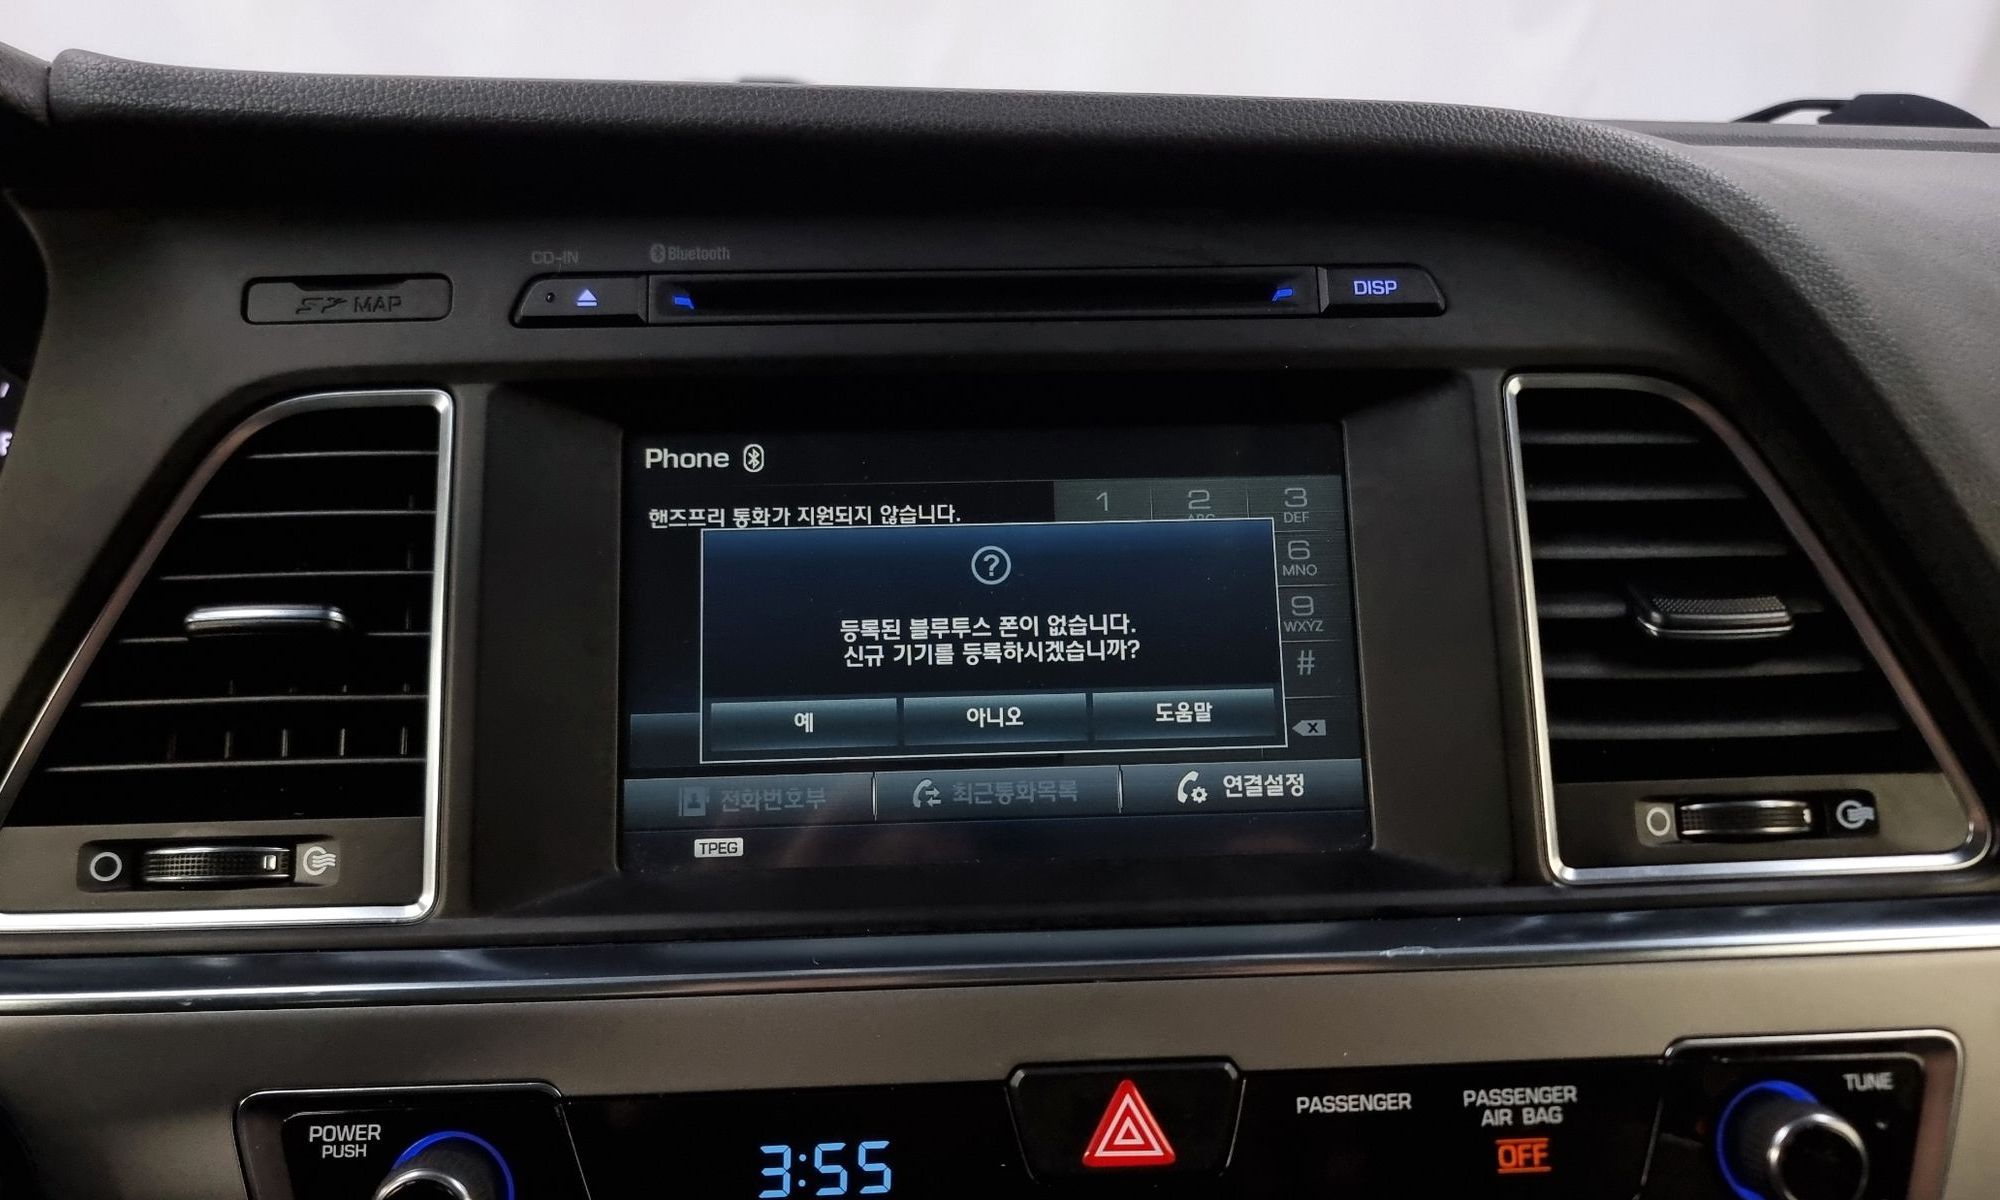 CD-IN
Bluetooth
MAP
DISP
Phone
핸즈프리 통화가 지원되지 않습니다.
1
2
ABC
3
DEF
6
MNO
9
WXYZ
#
등록된 블루투스 폰이 없습니다.
신규 기기를 등록하시겠습니까?
예
아니오
도움말
전화번호부
최근통화목록
연결설정
TPEG
POWER
PUSH
3:55
PASSENGER
PASSENGER
AIR BAG
OFF
TUNE